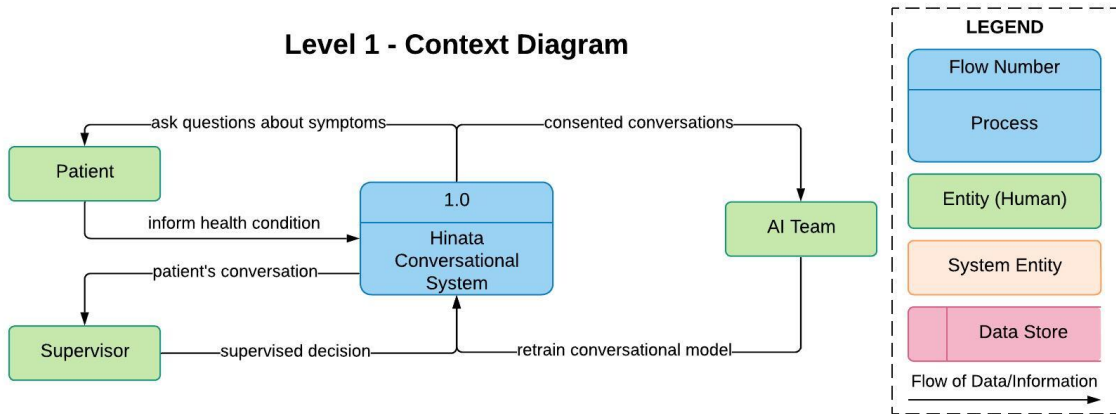 Level 1 - Context Diagram
ask questions about symptoms
consented conversations
Patient
1.0
Hinata
Conversational
System
AI Team
inform health condition
patient's conversation
Supervisor
supervised decision
retrain conversational model
LEGEND
Flow Number
Process
Entity (Human)
System Entity
Data Store
Flow of Data/Information